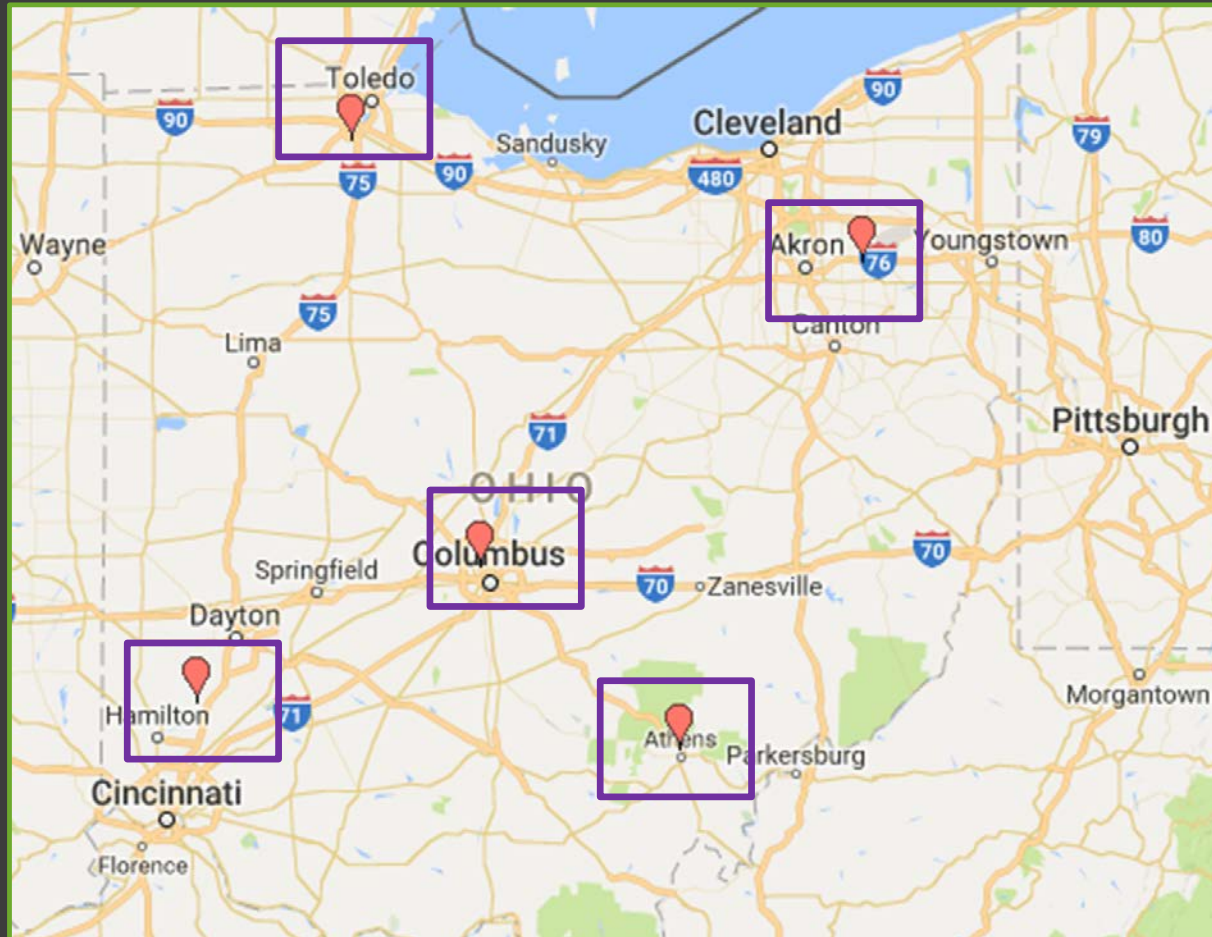 Toledo
90
90
Cleveland
79
Sandusky
90
75
480
Wayne
Akron
Youngstown
80
76
75
Canton
Lima
71
Pittsburgh
OHIO
Columbus
70
Springfield
70
Zanesville
Dayton
Hamilton
71
Athens
Parkersburg
Morgantown
Cincinnati
Florence